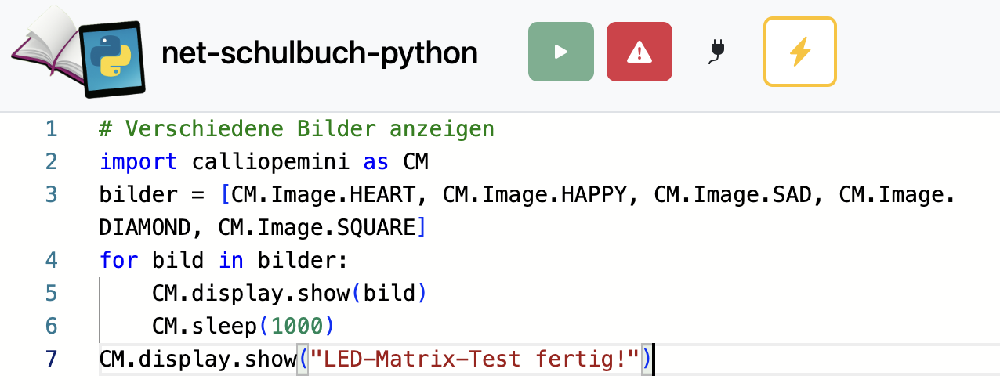 net-schulbuch-python
1 # Verschiedene Bilder anzeigen
2 import calliopemini as CM
3 bilder = [CM.Image.HEART, CM.Image.HAPPY, CM.Image.SAD, CM.Image.
DIAMOND, CM.Image.SQUARE]
4 for bild in bilder:
5     CM.display.show(bild)
6     CM.sleep(1000)
7 CM.display.show("LED-Matrix-Test fertig!")